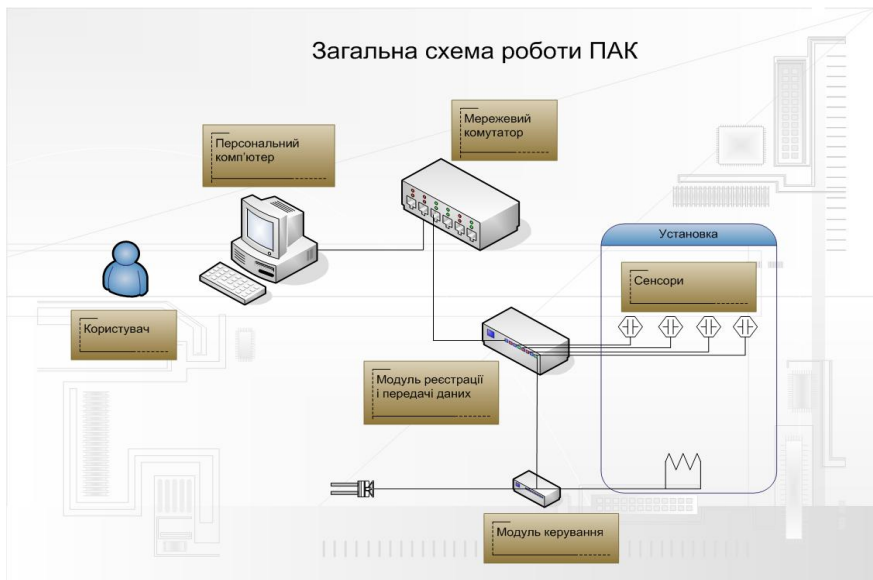 Загальна схема роботи ПАК
Мережевий
комутатор
Персональний
комп'ютер
Установка
Сенсори
Користувач
Модуль реєстрації
і передачі даних
Модуль керування